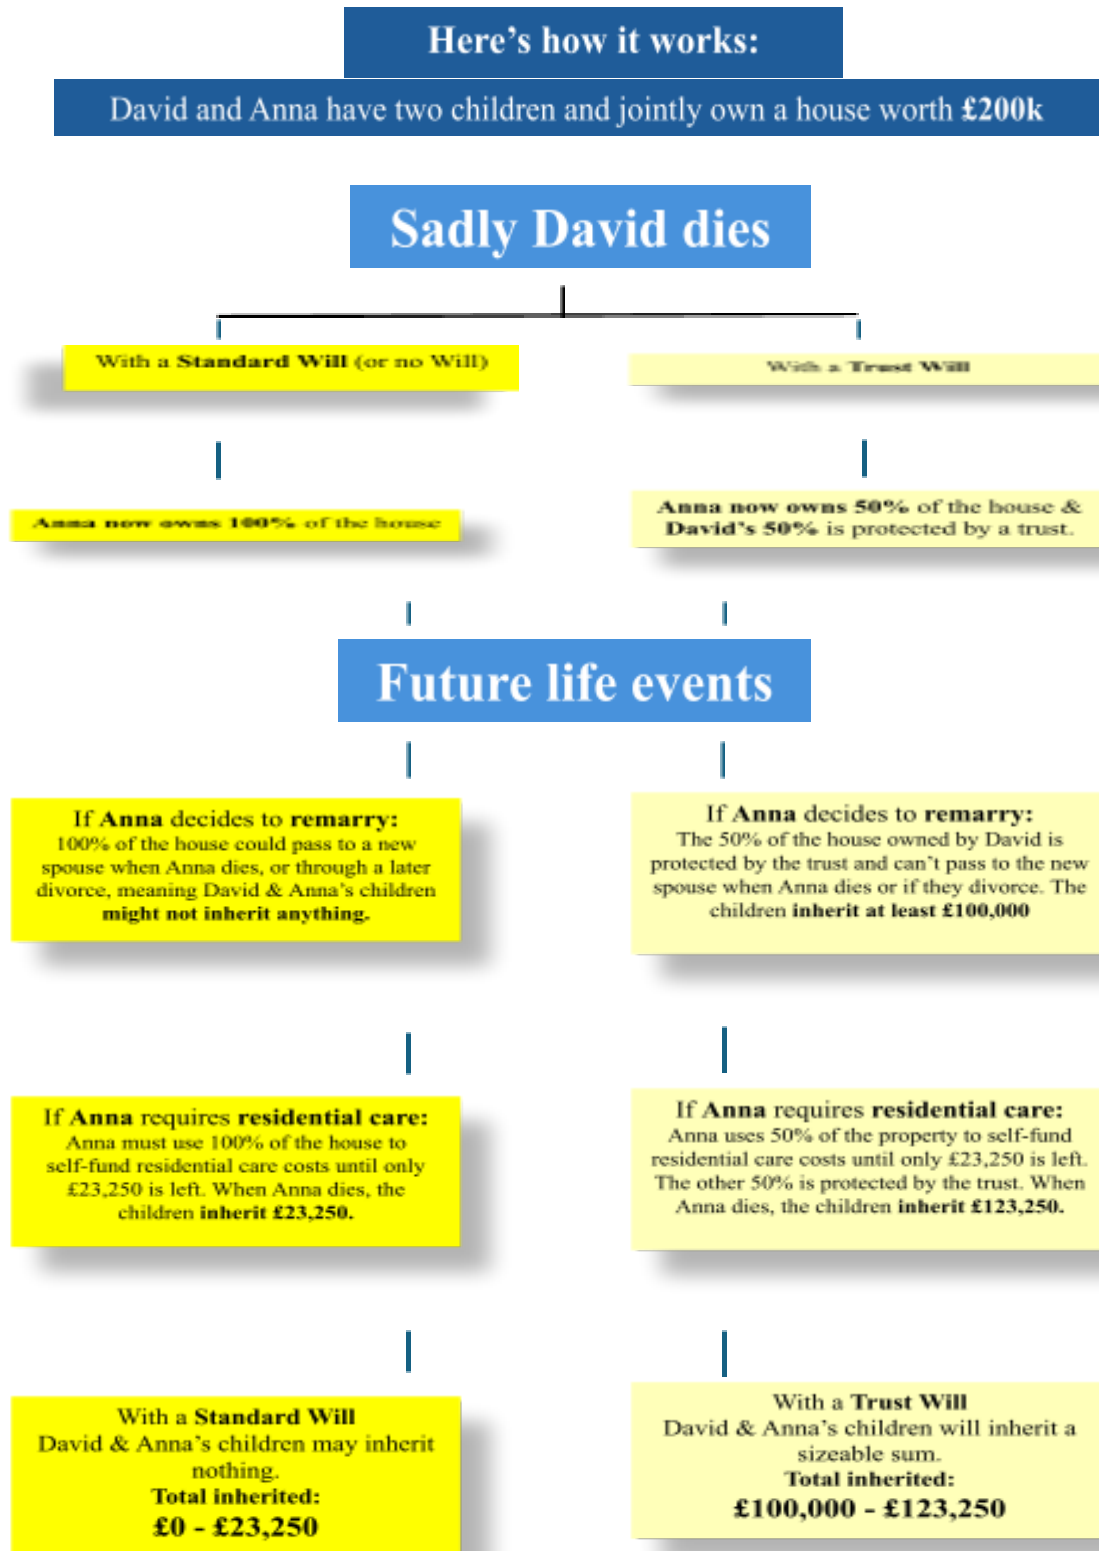 Here's how it works:
David and Anna have two children and jointly own a house worth £200k
Sadly David dies
With a Standard Will (or no Will)
With a Trust Will
Anna now owns 100% of the house
Anna now owns 50% of the house &
David's 50% is protected by a trust.
Future life events
If Anna decides to remarry:
100% of the house could pass to a new
spouse when Anna dies, or through a later
divorce, meaning David & Anna's children
might not inherit anything.
If Anna decides to remarry:
The 50% of the house owned by David is
protected by the trust and can't pass to the new
spouse when Anna dies or if they divorce. The
children inherit at least £100,000
If Anna requires residential care:
Anna must use 100% of the house to
self-fund residential care costs until only
£23,250 is left. When Anna dies, the
children inherit £23,250.
If Anna requires residential care:
Anna uses 50% of the property to self-fund
residential care costs until only £23,250 is left.
The other 50% is protected by the trust. When
Anna dies, the children inherit £123,250.
With a Standard Will
David & Anna's children may inherit
nothing.
Total inherited:
£0 - £23,250
With a Trust Will
David & Anna's children will inherit a
sizeable sum.
Total inherited:
£100,000 - £123,250